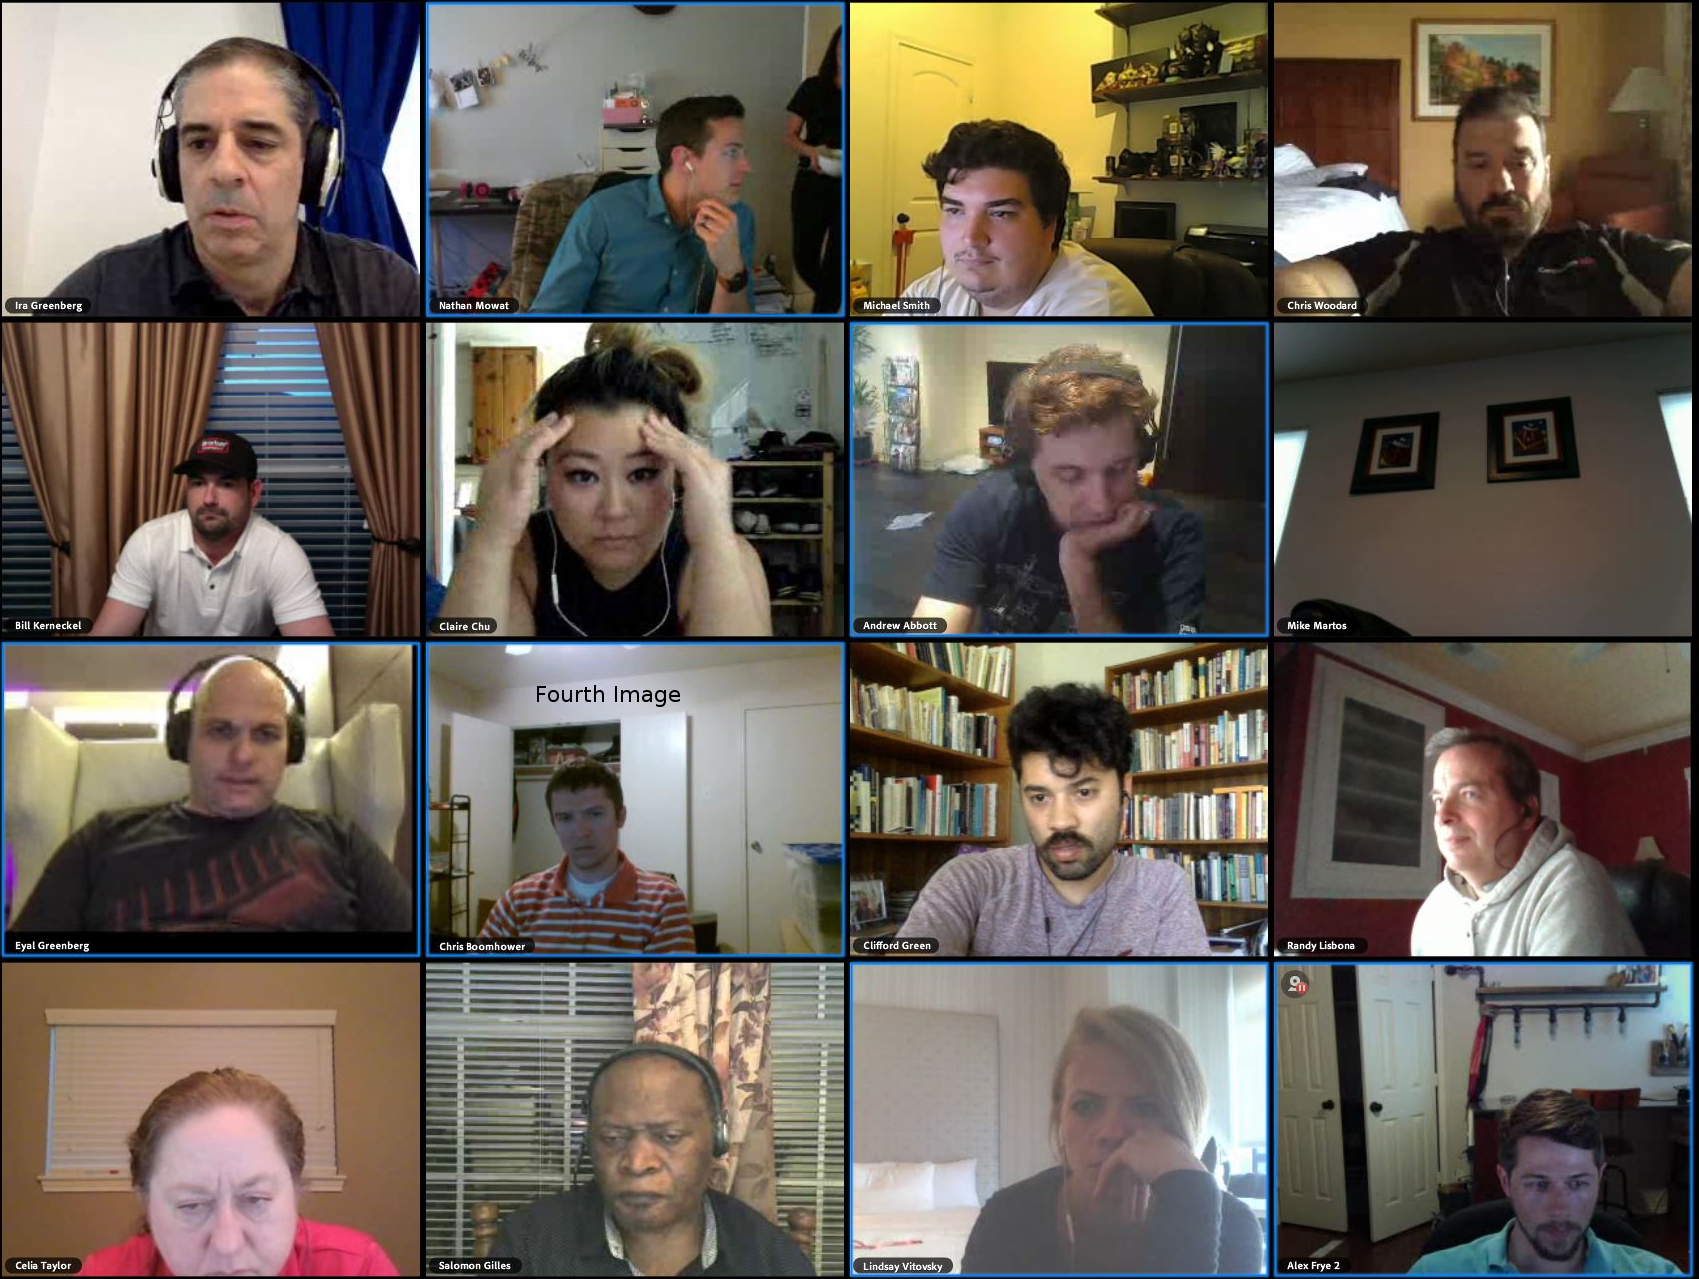 Ira Greenberg
Nathan Mowat
Michael Smith
Chris Woodard
Bill Kerneckel
Claire Chu
Andrew Abbott
Mike Martos
Eyal Greenberg
Fourth Image
Chris Boomhower
Clifford Green
Randy Lisbona
Celia Taylor
Salomon Gilles
Lindsay Vitovsky
Alex Frye 2